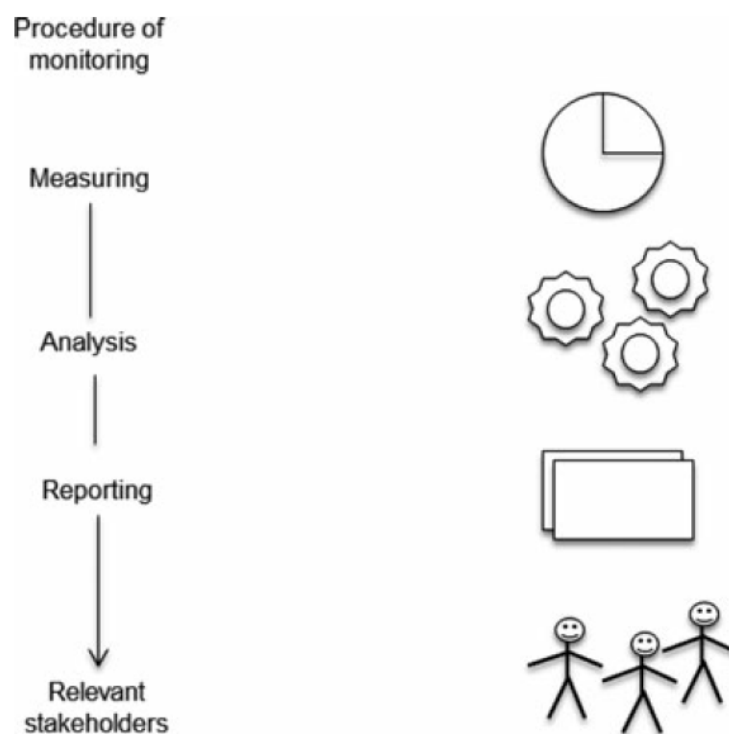 Procedure of
monitoring
Measuring
Analysis
Reporting
Relevant
stakeholders